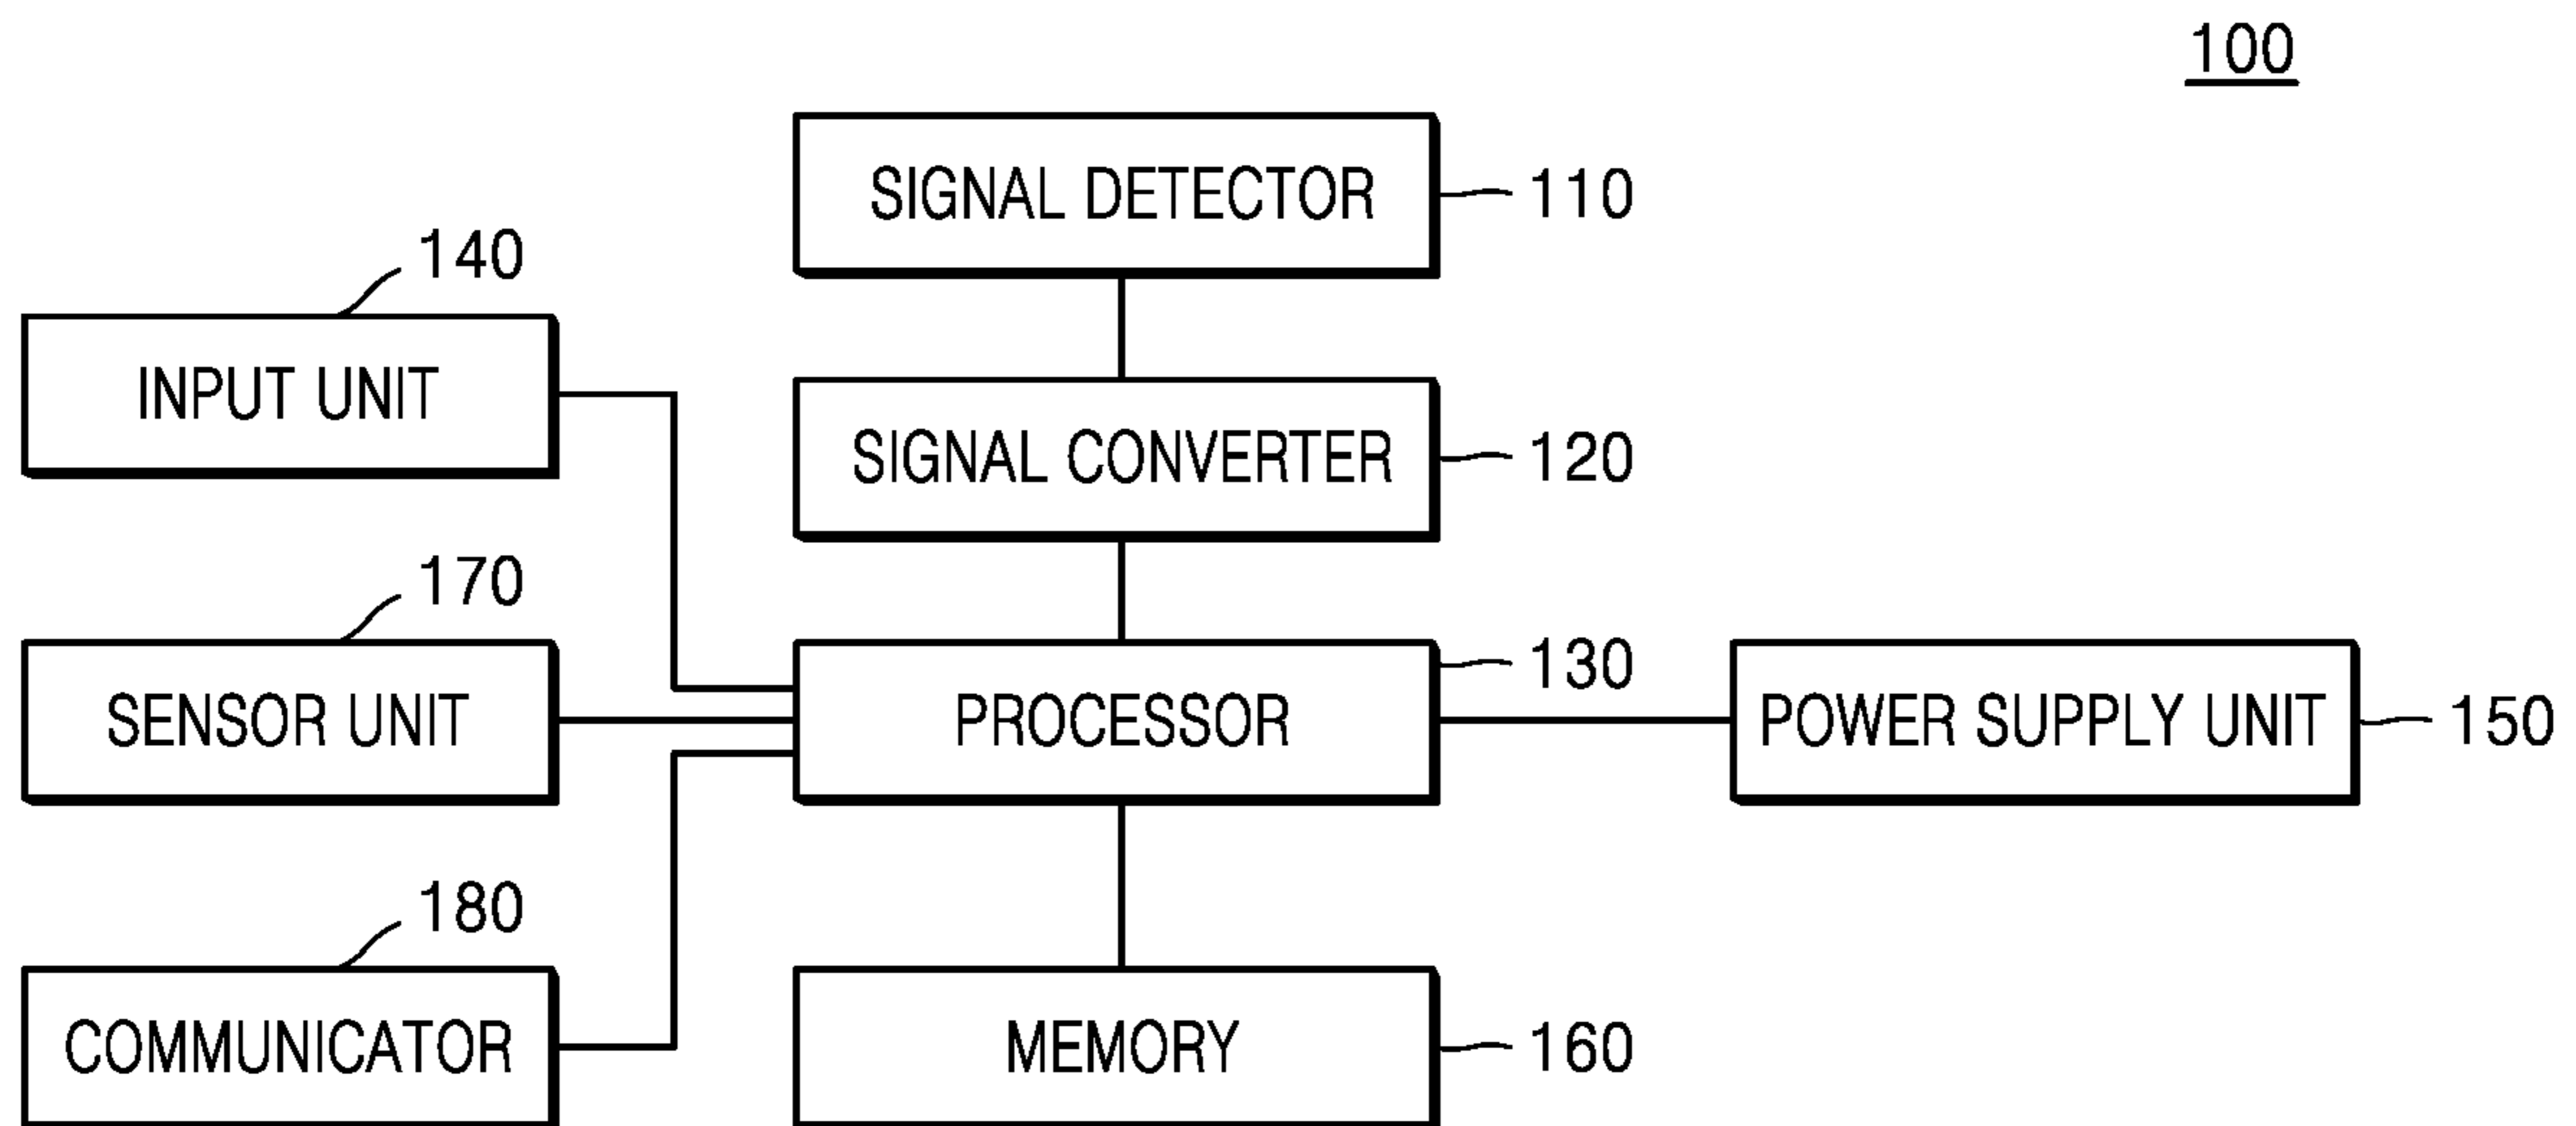 100
SIGNAL DETECTOR 110
140
INPUT UNIT
SIGNAL CONVERTER 120
170
SENSOR UNIT
PROCESSOR 130
POWER SUPPLY UNIT 150
180
COMMUNICATOR
MEMORY 160